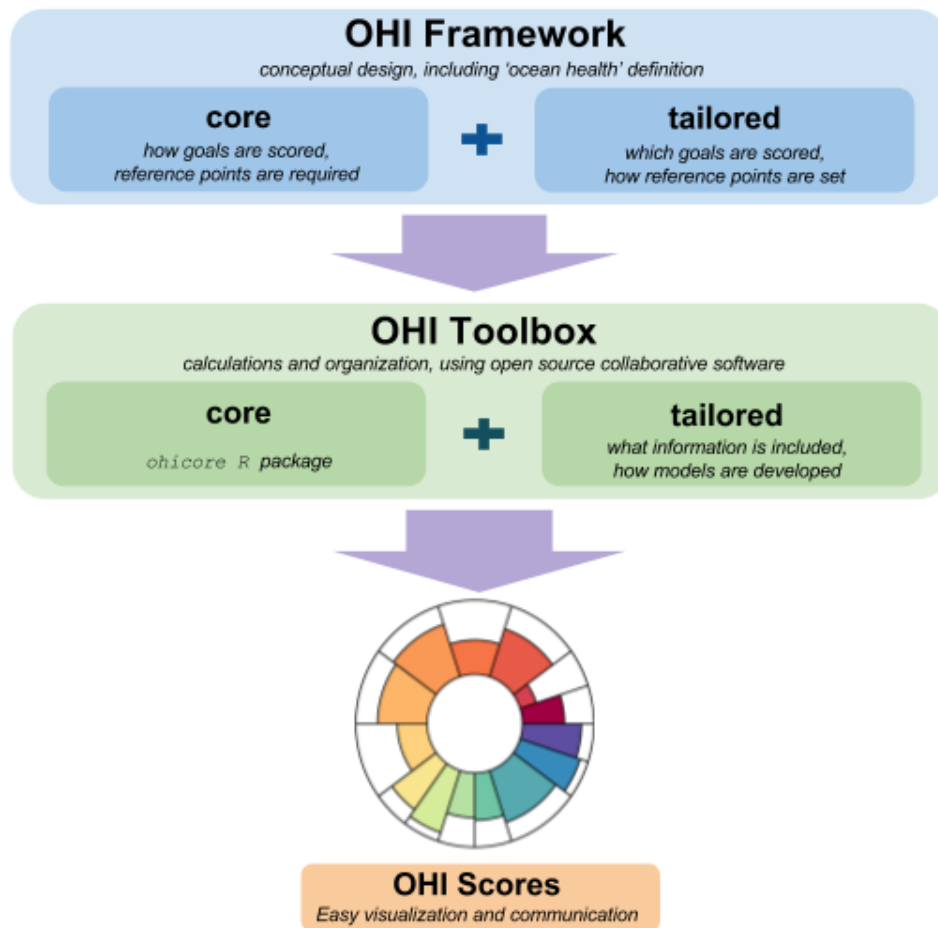 OHI Framework
conceptual design, including 'ocean health' definition
core
how goals are scored,
reference points are required
tailored
which goals are scored,
how reference points are set
OHI Toolbox
calculations and organization, using open source collaborative software
core
ohicore R package
tailored
what information is included,
how models are developed
OHI Scores
Easy visualization and communication